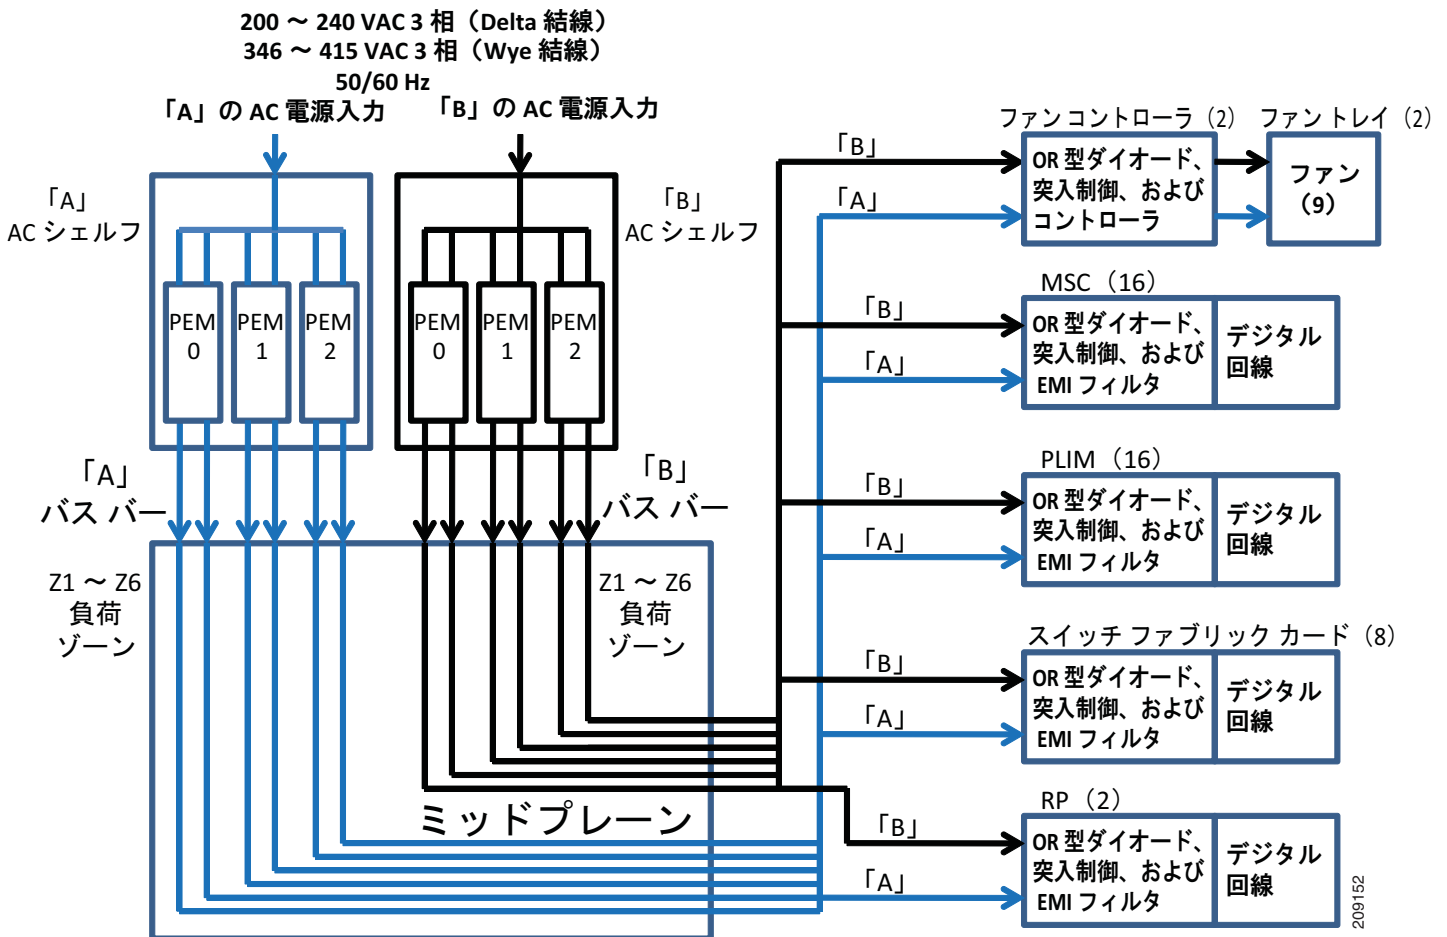 200 ～ 240 VAC 3 相（Delta 結線）
346 ～ 415 VAC 3 相（Wye 結線）
50/60 Hz
「A」の AC 電源入力
「B」の AC 電源入力
「A」
AC シェルフ
PEM
0
PEM
1
PEM
2
「B」
AC シェルフ
PEM
0
PEM
1
PEM
2
「A」
バス バー
「B」
バス バー
Z1 ～ Z6
負荷
ゾーン
Z1 ～ Z6
負荷
ゾーン
ミッドプレーン
ファン コントローラ（2）
ファン トレイ（2）
「B」
「A」
OR 型ダイオード、
突入制御、および
コントローラ
ファン
（9）
MSC（16）
「B」
「A」
OR 型ダイオード、
突入制御、および
EMI フィルタ
デジタル
回線
PLIM（16）
「B」
「A」
OR 型ダイオード、
突入制御、および
EMI フィルタ
デジタル
回線
スイッチ ファブリック カード（8）
「B」
「A」
OR 型ダイオード、
突入制御、および
EMI フィルタ
デジタル
回線
RP（2）
「B」
「A」
OR 型ダイオード、
突入制御、および
EMI フィルタ
デジタル
回線
209152